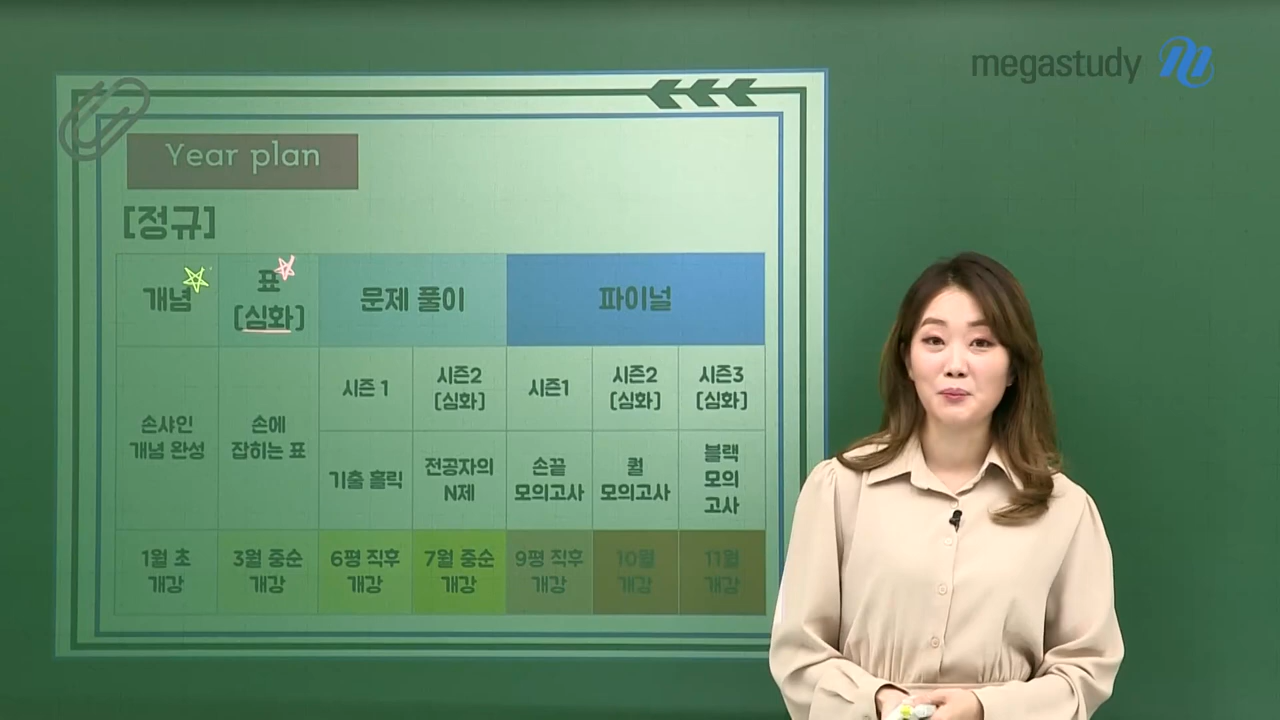 megastudy
Year plan
[정규]
개념
표
(심화)
문제 풀이
파이널
손샤인
개념 완성
손에
잡히는 표
시즌 1
시즌2
(심화)
시즌1
시즌2
(심화)
시즌3
(심화)
기출 홀릭
전공자의
N제
손끝
모의고사
퀄
모의고사
블랙
모의
고사
1월 초
개강
3월 중순
개강
6평 직후
개강
7월 중순
개강
9평 직후
개강
10월
개강
11월
개강